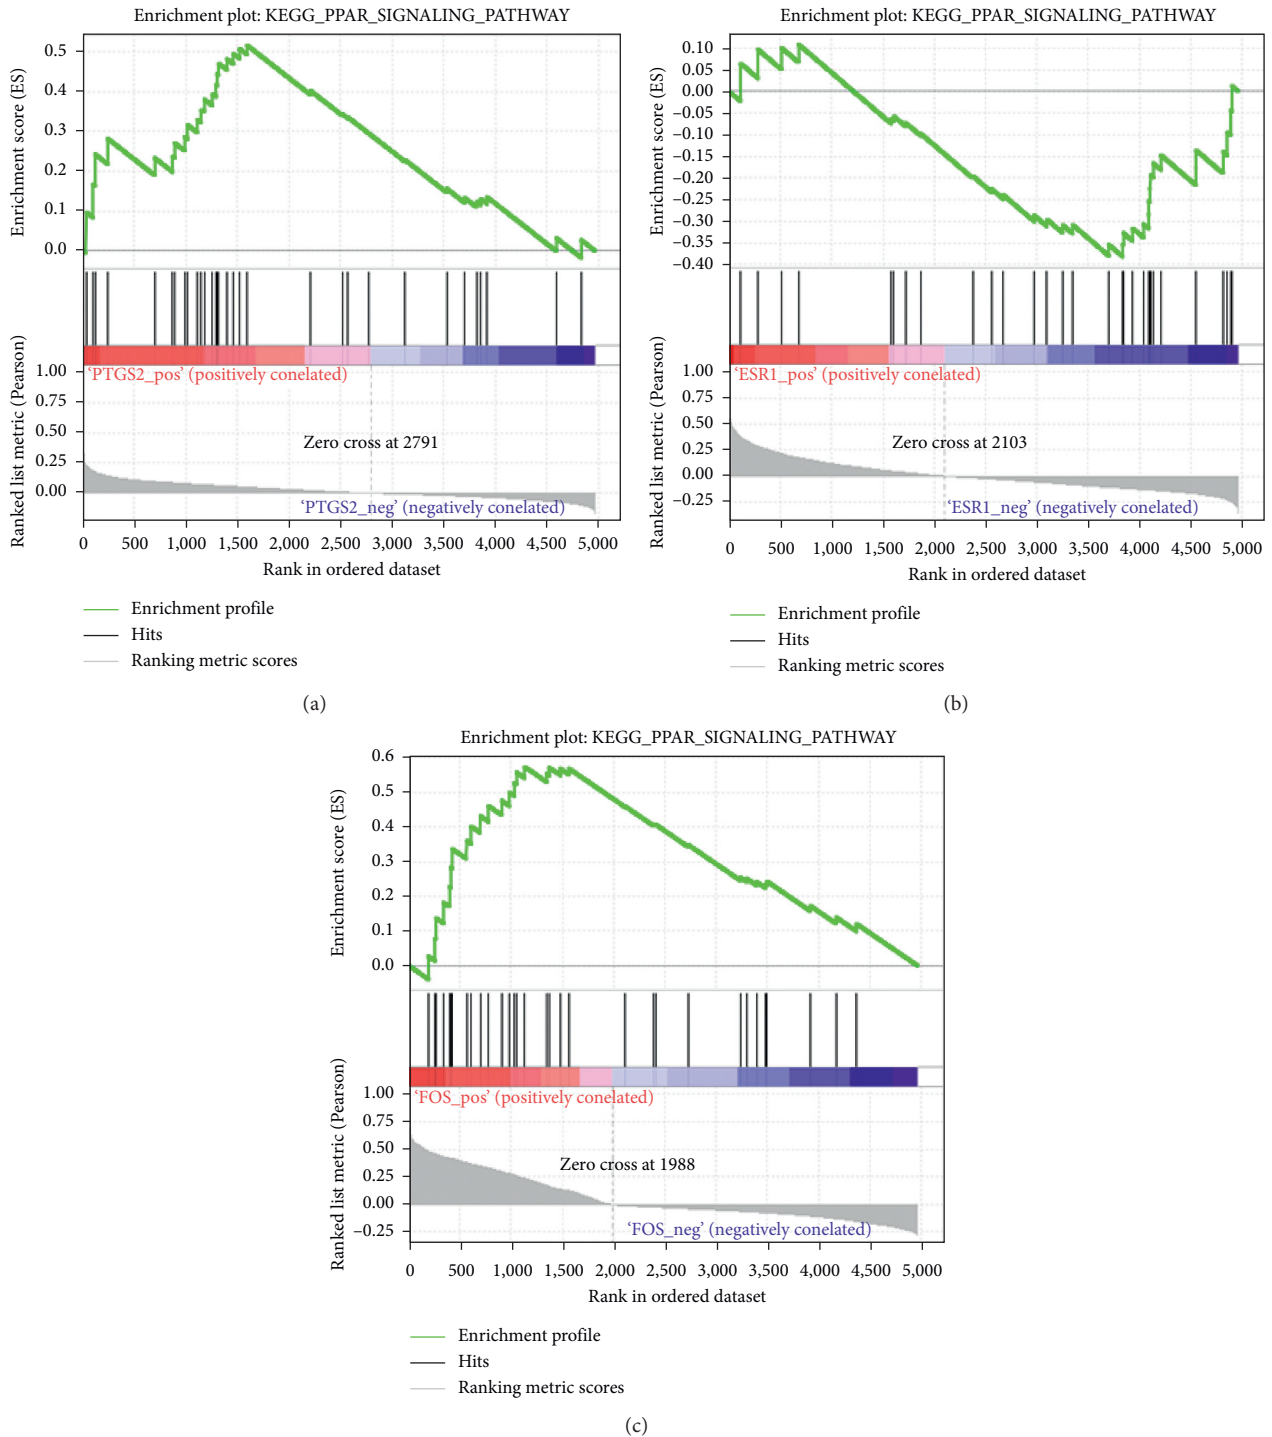 Enrichment plot: KEGG_PPAR_SIGNALING_PATHWAY
Enrichment score (ES)
0.5
0.4
0.3
0.2
0.1
0.0
Ranked list metric (Pearson)
'PTGS2_pos' (positively conelated)
1.00
0.75
0.50
0.25
0.00
Zero cross at 2791
'PTGS2_neg' (negatively conelated)
0 500 1,000 1,500 2,000 2,500 3,000 3,500 4,000 4,500 5,000
Rank in ordered dataset
Enrichment profile
Hits
Ranking metric scores
(a)
Enrichment plot: KEGG_PPAR_SIGNALING_PATHWAY
Enrichment score (ES)
0.10
0.05
0.00
−0.05
−0.10
−0.15
−0.20
−0.25
−0.30
−0.35
−0.40
Ranked list metric (Pearson)
'ESR1_pos' (positively conelated)
1.00
0.75
0.50
0.25
0.00
−0.25
Zero cross at 2103
'ESR1_neg' (negatively conelated)
0 500 1,000 1,500 2,000 2,500 3,000 3,500 4,000 4,500 5,000
Rank in ordered dataset
Enrichment profile
Hits
Ranking metric scores
(b)
Enrichment plot: KEGG_PPAR_SIGNALING_PATHWAY
Enrichment score (ES)
0.6
0.5
0.4
0.3
0.2
0.1
0.0
Ranked list metric (Pearson)
'FOS_pos' (positively conelated)
1.00
0.75
0.50
0.25
0.00
−0.25
Zero cross at 1988
'FOS_neg' (negatively conelated)
0 500 1,000 1,500 2,000 2,500 3,000 3,500 4,000 4,500 5,000
Rank in ordered dataset
Enrichment profile
Hits
Ranking metric scores
(c)